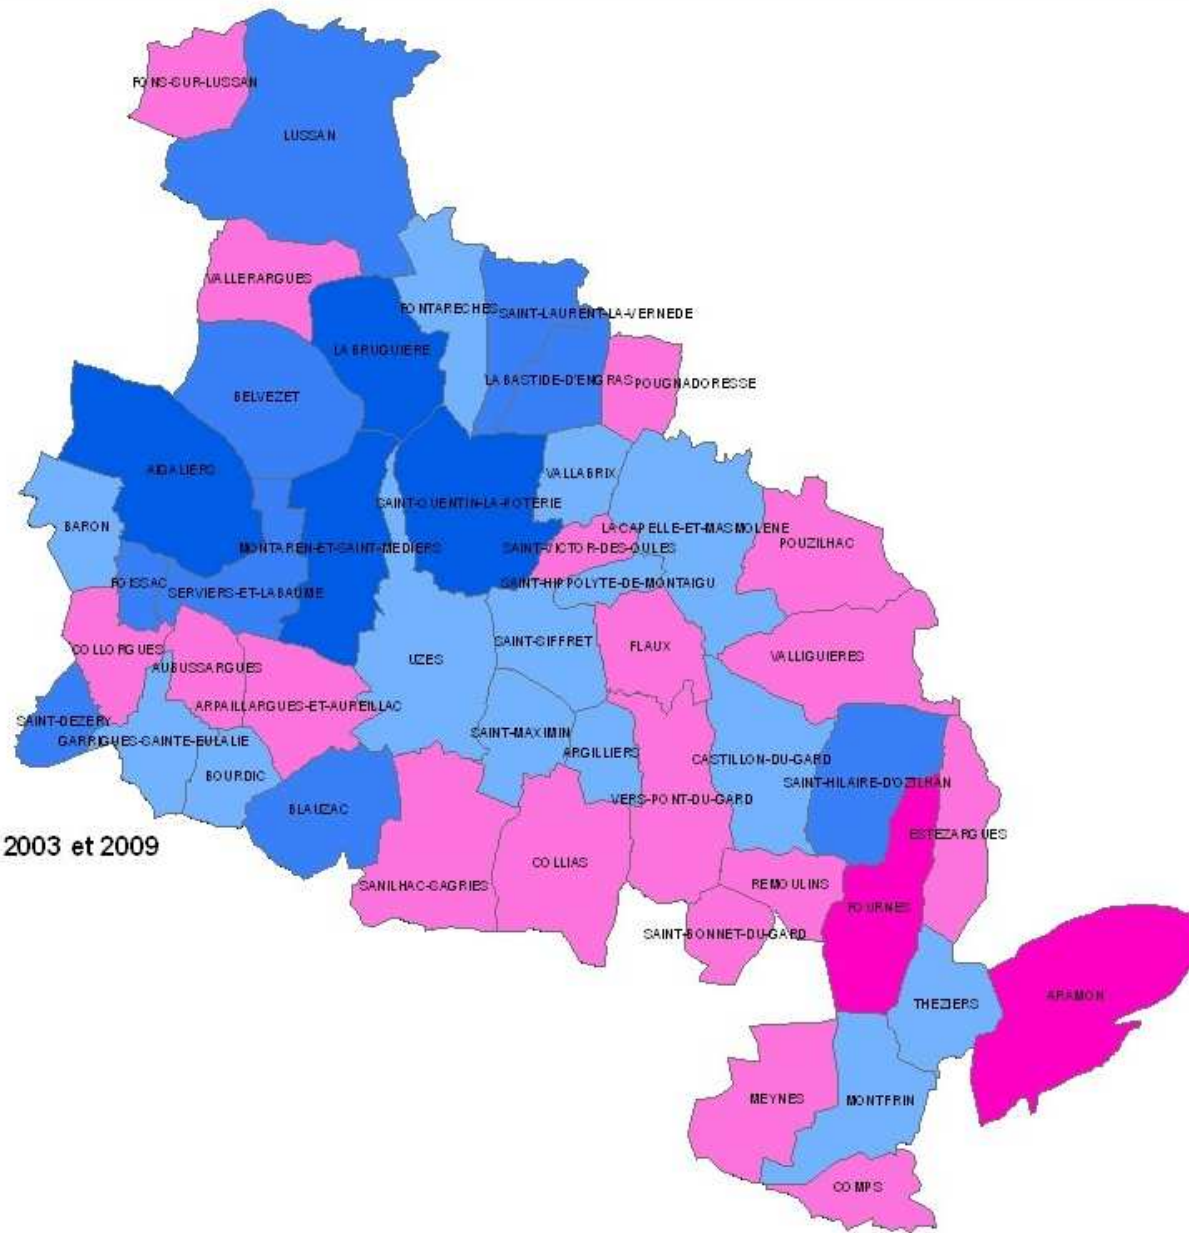 FONS-SUR-LUSSAN
LUSSAN
VALLERARGUES
FONTARECHES
SAINT-LAURENT-LA-VERNEDE
LA BRUGUIERE
LA BASTIDE-D'ENGRAS
POUGNADORESSE
BELVEZET
AIGALIERS
VALLABRIX
SAINT-QUENTIN-LA-POTERIE
BARON
LA CAPELLE-ET-MASMOLENE
MONTAREN-ET-SAINT-MEDIERS
SAINT-VICTOR-DES-OULES
POUZILHAC
FOISSAC
SERVIERS-ET-LABAUME
SAINT-HIPPOLYTE-DE-MONTAIGU
COLLORGUES
AUBUSSARGUES
UZES
SAINT-SIFFRET
FLAUX
VALLIGUIERES
ARPAILLARGUES-ET-AUREILLAC
SAINT-DEZERY
GARRIGUES-SAINTE-EULALIE
SAINT-MAXIMIN
ARGILLIERS
CASTILLON-DU-GARD
BOURDIC
SAINT-HILAIRE-D'OZILHAN
BLAUZAC
VERS-PONT-DU-GARD
ESTEZARGUES
2003 et 2009
COLLIAS
SANILHAC-SAGRIES
REMOULINS
FOURNES
SAINT-BONNET-DU-GARD
ARAMON
THEZIERS
MEYNES
MONTFRIN
COMPS